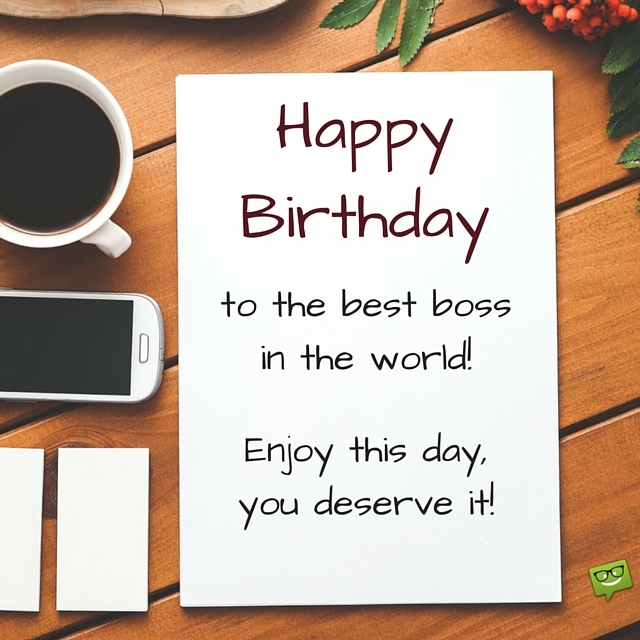 Happy
Birthday
to the best boss
in the world!
Enjoy this day,
you deserve it!